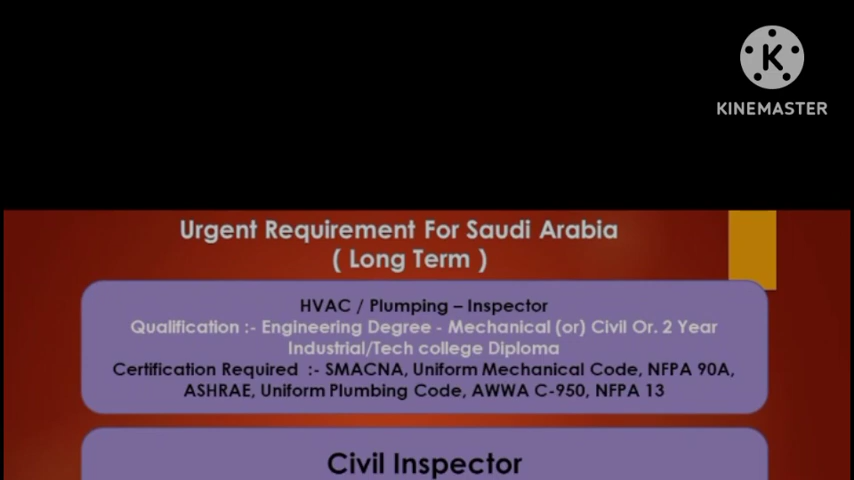 K
KINEMASTER
Urgent Requirement For Saudi Arabia
( Long Term )
HVAC / Plumping – Inspector
Qualification :- Engineering Degree - Mechanical (or) Civil Or. 2 Year
Industrial/Tech college Diploma
Certification Required :- SMACNA, Uniform Mechanical Code, NFPA 90A,
ASHRAE, Uniform Plumbing Code, AWWA C-950, NFPA 13
Civil Inspector